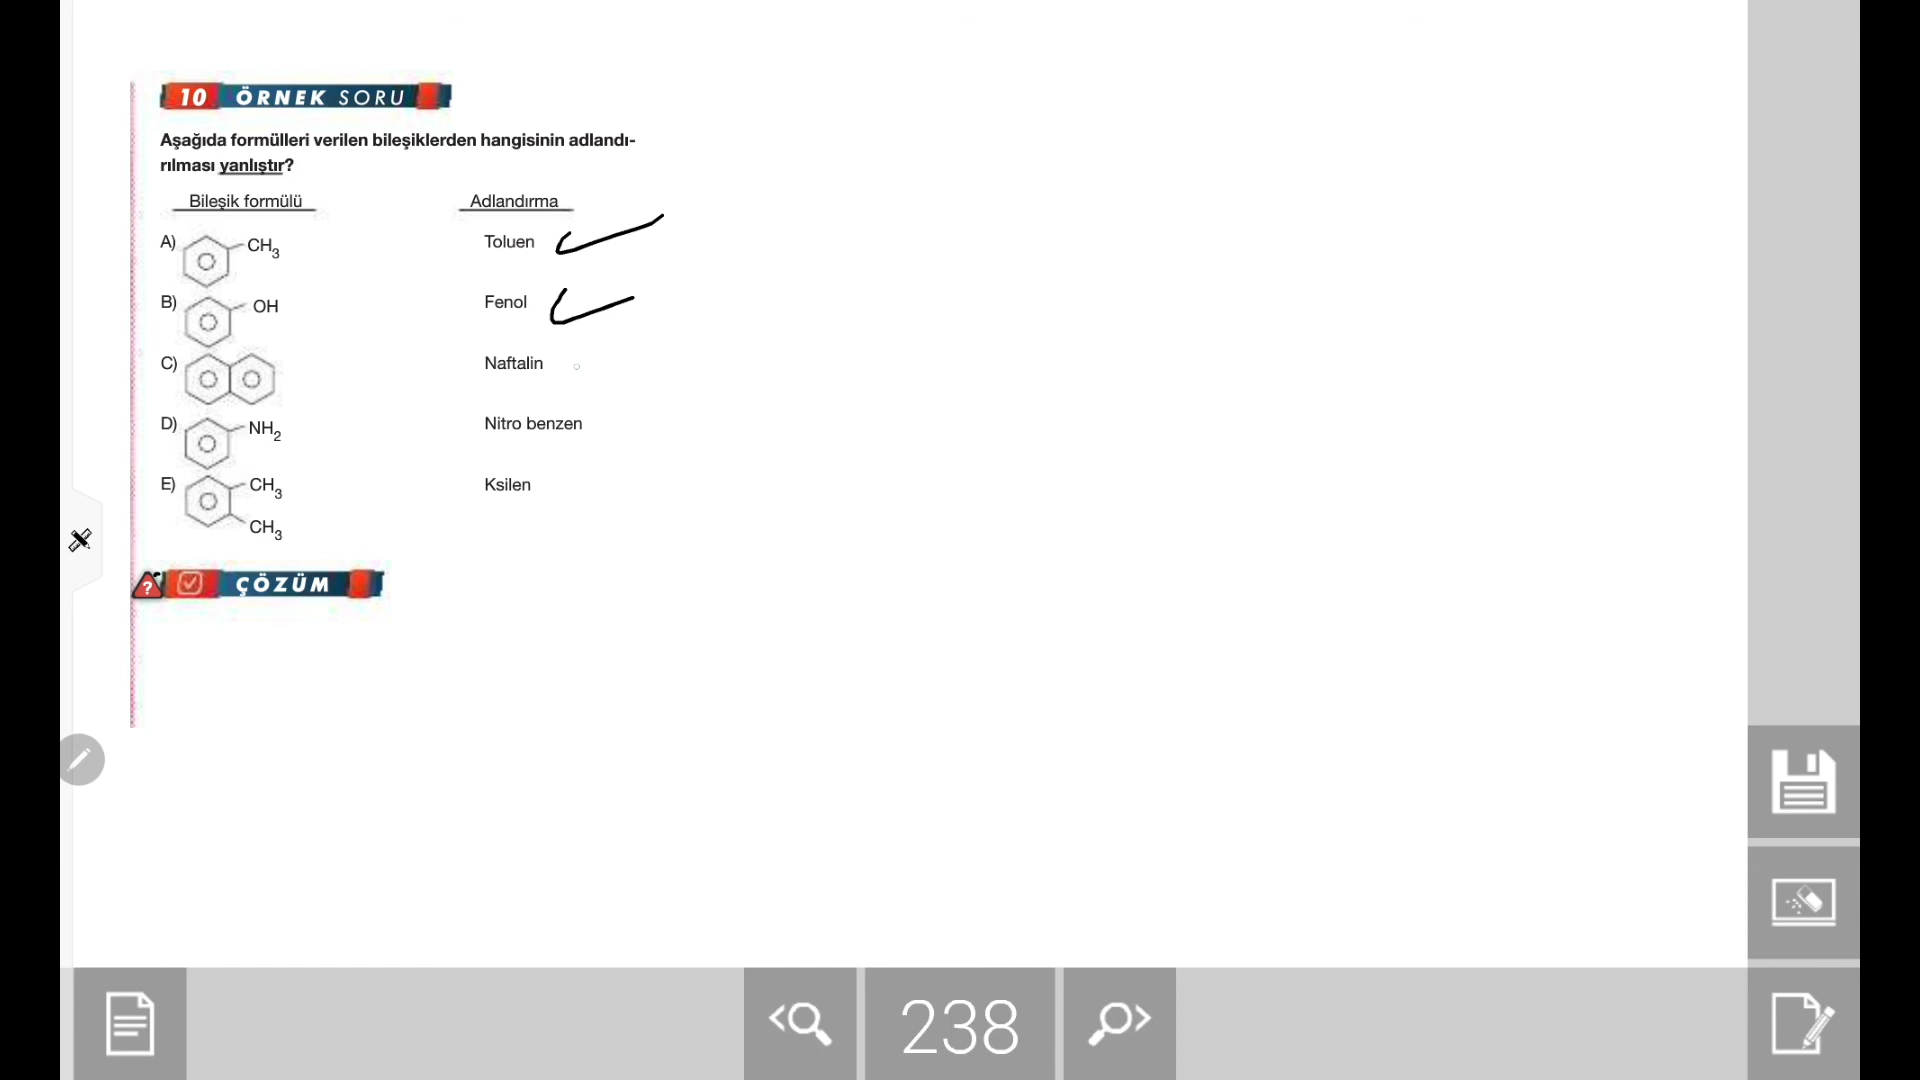 10 ÖRNEK SORU
Aşağıda formülleri verilen bileşiklerden hangisinin adlandı-
rılması yanlıştır?
Bileşik formülü Adlandırma
A) CH3 Toluen
B) OH Fenol
C) Naftalin
D) NH2 Nitro benzen
E) CH3 Ksilen
CH3
? ÇÖZÜM
238